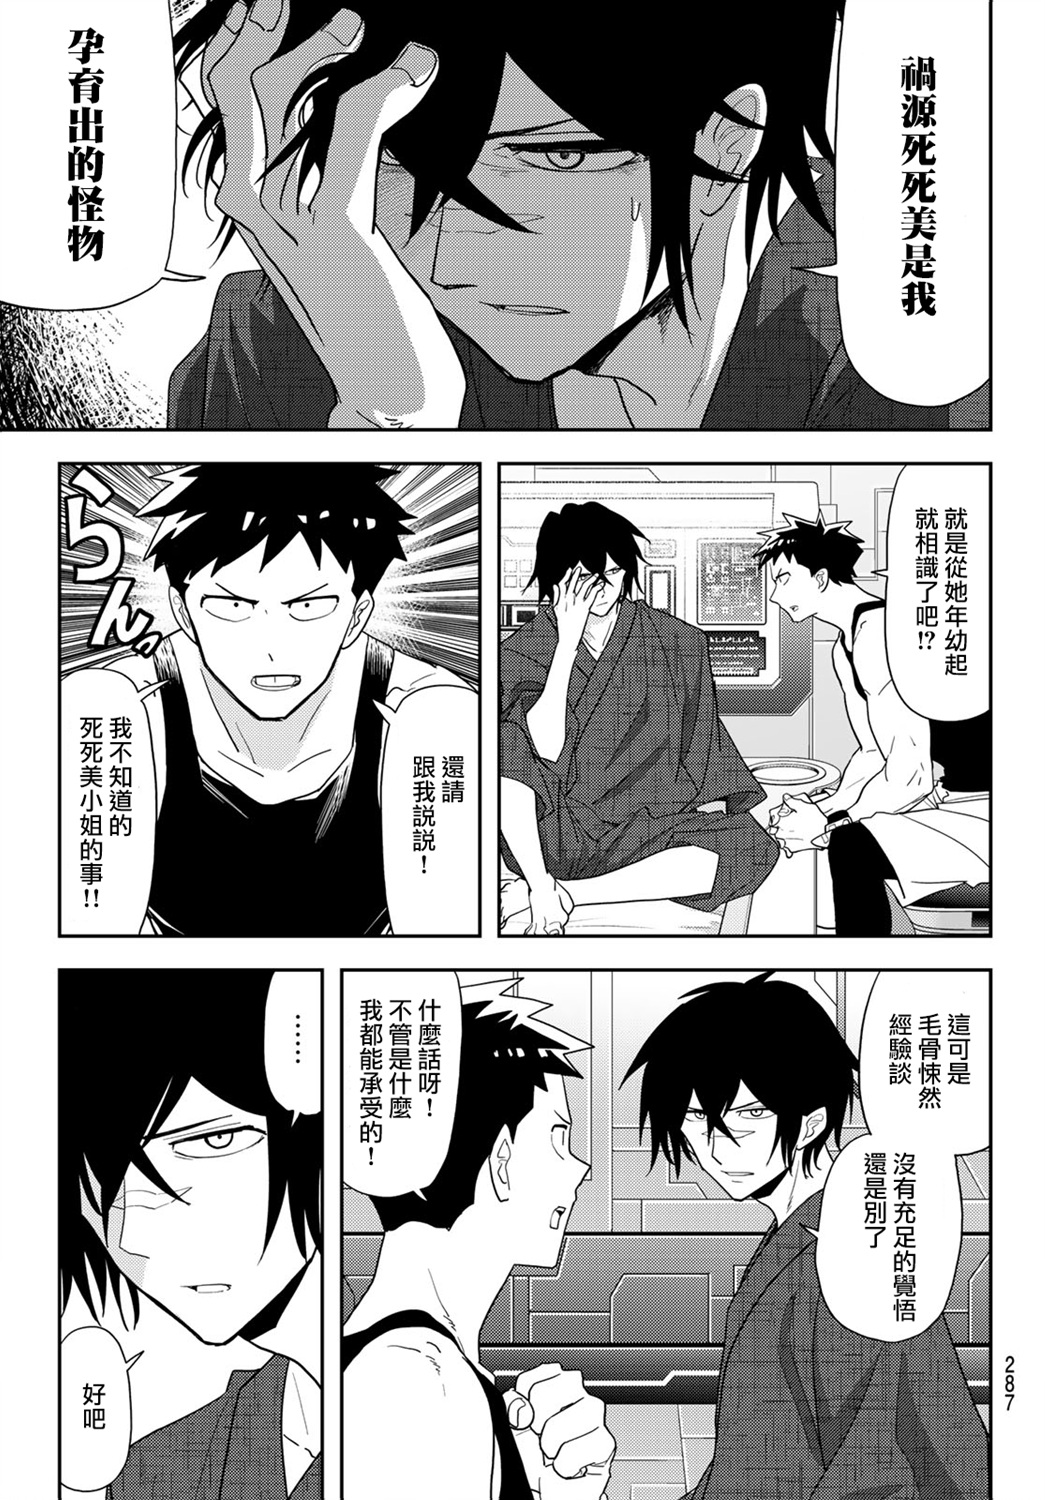 禍源死死美是我
孕育出的怪物
就是從她年幼起
就相識了吧!?
還請
跟我説説！
らんっ
我不知道的
死死美小姐的事!!
這可是
毛骨悚然
經驗談
沒有充足的覺悟
還是別了
什麼話呀！
不管是什麼
我都能承受的！
……
好吧
287